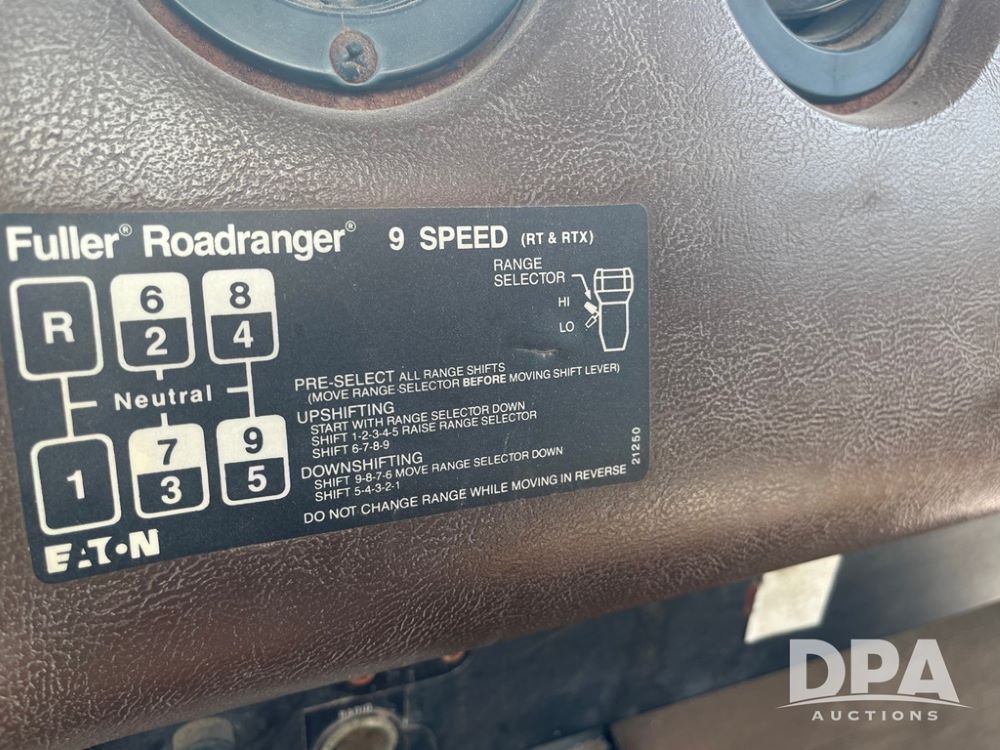 Fuller® Roadranger® 9 SPEED (RT & RTX)
RANGE
SELECTOR
HI
LO
R 6 8
2 4
Neutral
1 7 9
3 5
PRE-SELECT ALL RANGE SHIFTS
(MOVE RANGE SELECTOR BEFORE MOVING SHIFT LEVER)
UPSHIFTING
START WITH RANGE SELECTOR DOWN
SHIFT 1-2-3-4-5 RAISE RANGE SELECTOR
SHIFT 6-7-8-9
DOWNSHIFTING
SHIFT 9-8-7-6 MOVE RANGE SELECTOR DOWN
SHIFT 5-4-3-2-1
DO NOT CHANGE RANGE WHILE MOVING IN REVERSE
21250
EATON
RADIO
DPA
AUCTIONS